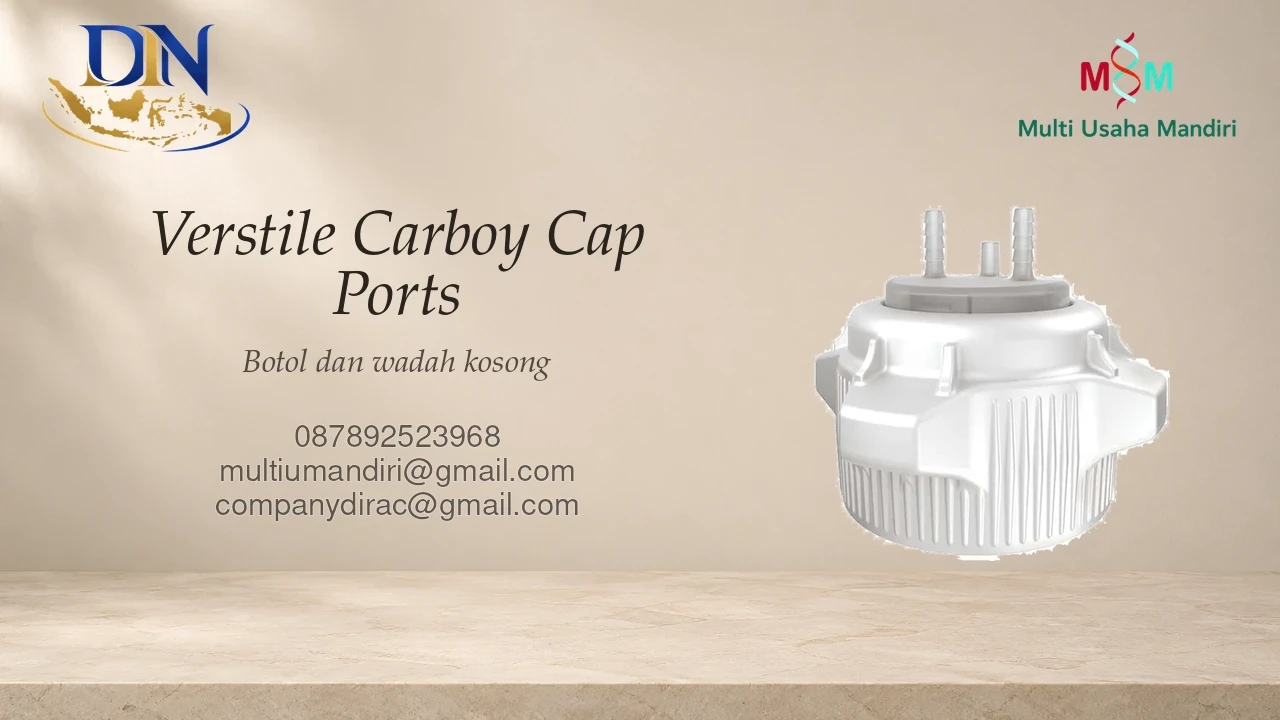 DN
M M
Multi Usaha Mandiri
Verstile Carboy Cap
Ports
Botol dan wadah kosong
087892523968
multiumandiri@gmail.com
companydirac@gmail.com